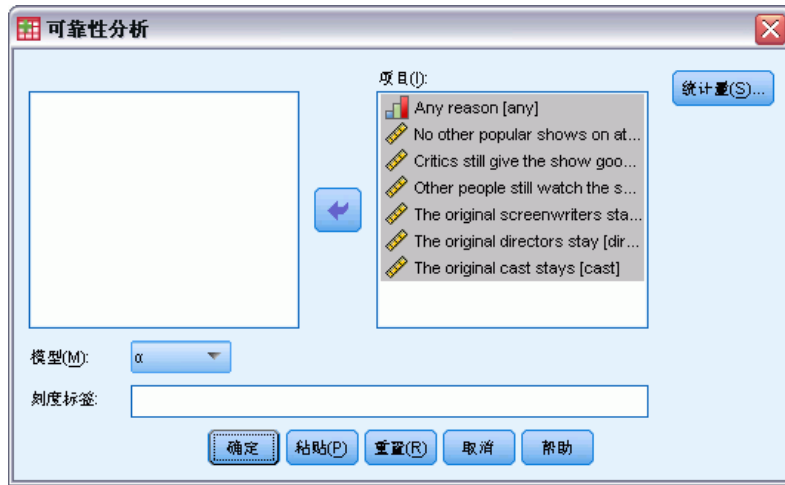 可靠性分析
项目(I):
统计量(S)...
Any reason [any]
No other popular shows on at...
Critics still give the show goo...
Other people still watch the s...
The original screenwriters sta...
The original directors stay [dir...
The original cast stays [cast]
模型(M):
α
刻度标签:
确定 粘贴(P) 重置(R) 取消 帮助